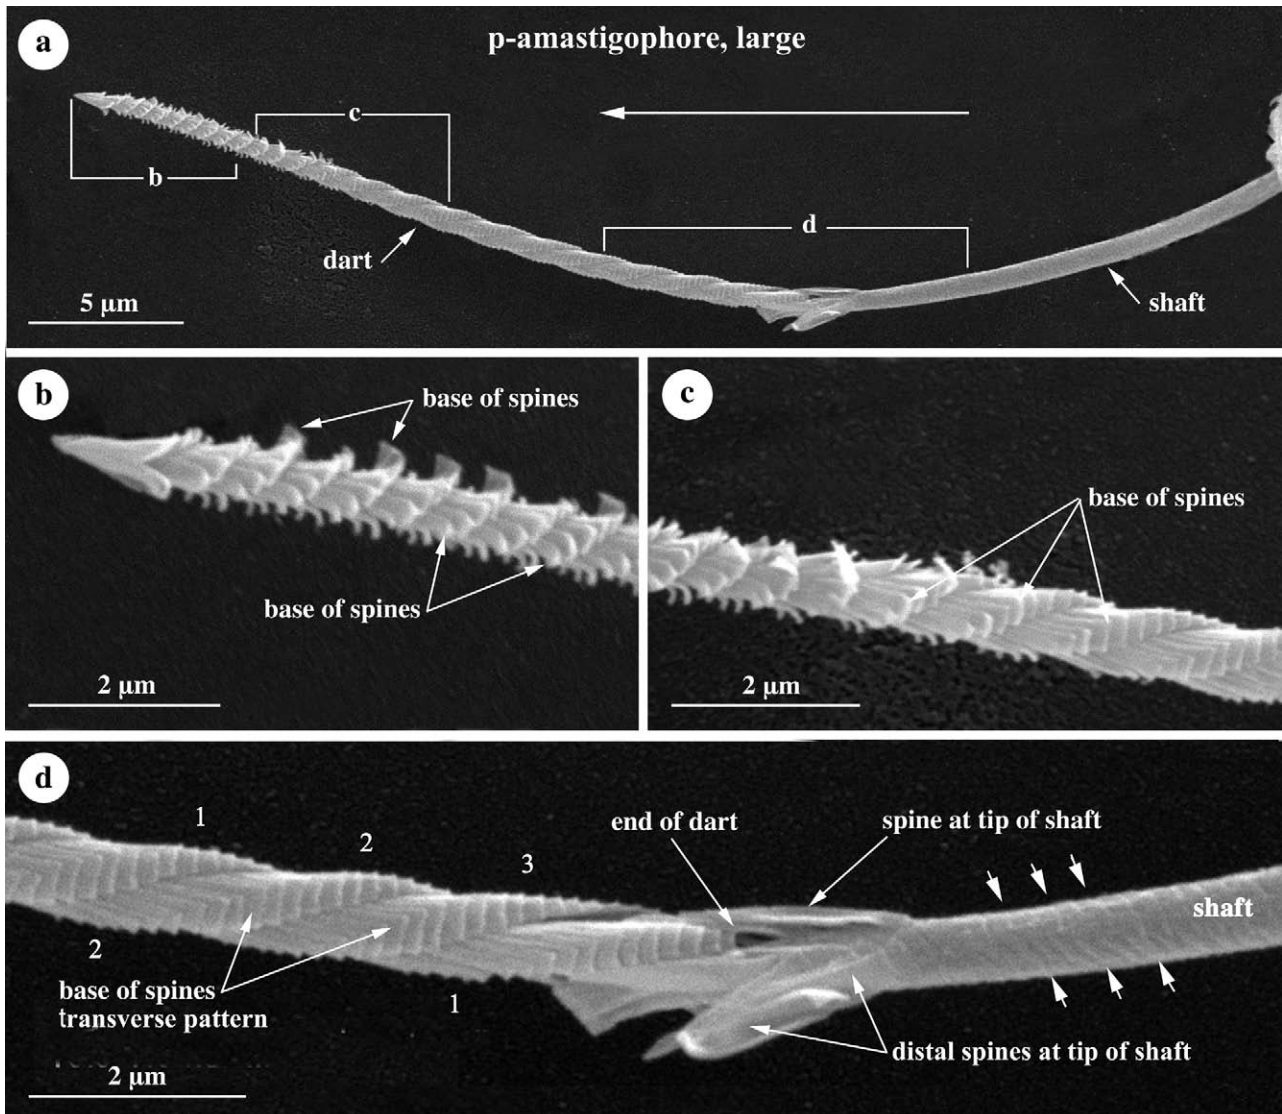 a
p-amastigophore, large
c
b
d
dart
shaft
5 µm
b
base of spines
base of spines
2 µm
c
base of spines
2 µm
d
1
2
3
end of dart
spine at tip of shaft
shaft
2
base of spines
transverse pattern
1
distal spines at tip of shaft
2 µm